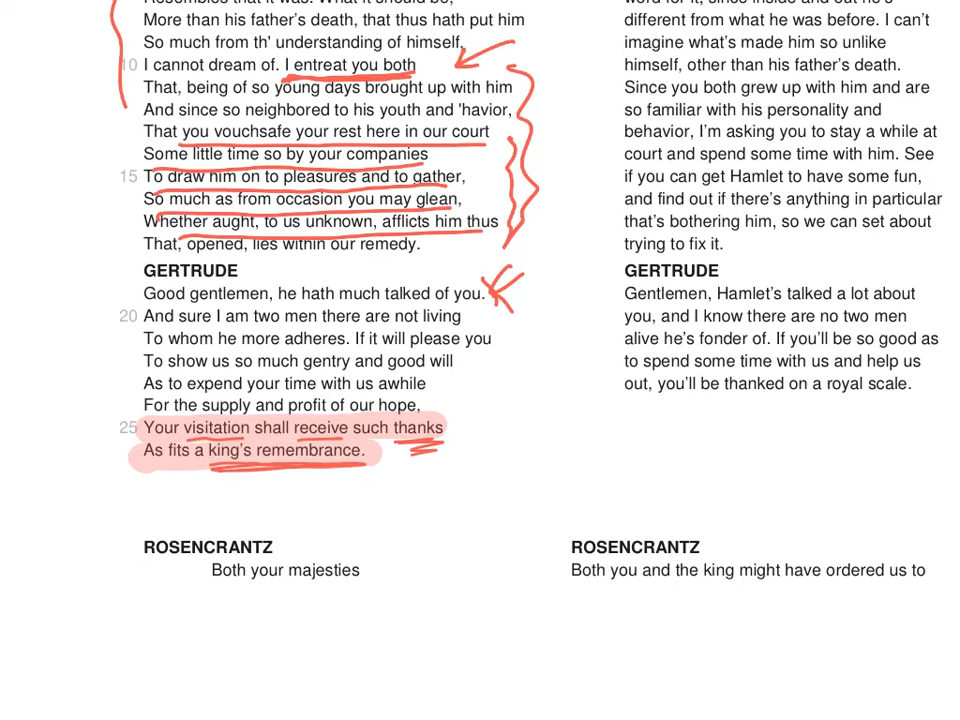 More than his father's death, that thus hath put him
So much from th' understanding of himself,
10 I cannot dream of. I entreat you both
That, being of so young days brought up with him
And since so neighbored to his youth and 'havior,
That you vouchsafe your rest here in our court
Some little time so by your companies
15 To draw him on to pleasures and to gather,
So much as from occasion you may glean,
Whether aught, to us unknown, afflicts him thus
That, opened, lies within our remedy.
GERTRUDE
Good gentlemen, he hath much talked of you.
20 And sure I am two men there are not living
To whom he more adheres. If it will please you
To show us so much gentry and good will
As to expend your time with us awhile
For the supply and profit of our hope,
25 Your visitation shall receive such thanks
As fits a king's remembrance.
ROSENCRANTZ
Both your majesties
different from what he was before. I can't
imagine what's made him so unlike
himself, other than his father's death.
Since you both grew up with him and are
so familiar with his personality and
behavior, I'm asking you to stay a while at
court and spend some time with him. See
if you can get Hamlet to have some fun,
and find out if there's anything in particular
that's bothering him, so we can set about
trying to fix it.
GERTRUDE
Gentlemen, Hamlet's talked a lot about
you, and I know there are no two men
alive he's fonder of. If you'll be so good as
to spend some time with us and help us
out, you'll be thanked on a royal scale.
ROSENCRANTZ
Both you and the king might have ordered us to